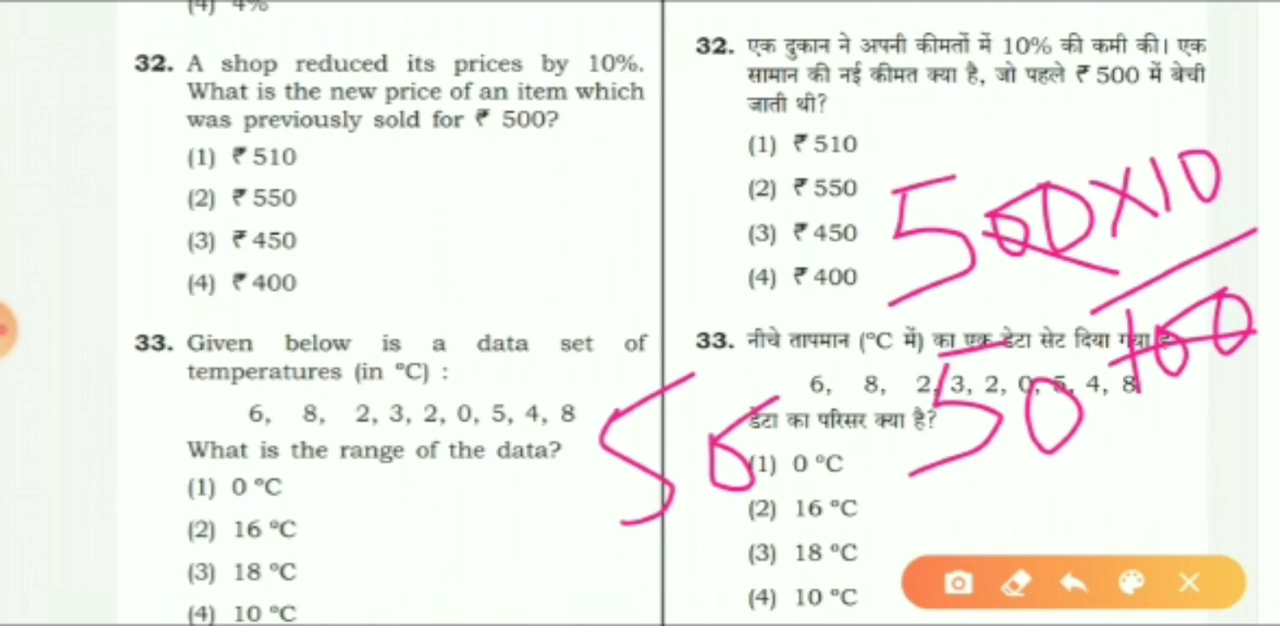 (4) 4%
32. A shop reduced its prices by 10%.
What is the new price of an item which
was previously sold for ₹ 500?
(1) ₹ 510
(2) ₹ 550
(3) ₹ 450
(4) ₹ 400
33. Given below is a data set of
temperatures (in °C) :
6, 8, 2, 3, 2, 0, 5, 4, 8
What is the range of the data?
(1) 0 °C
(2) 16 °C
(3) 18 °C
(4) 10 °C
32. एक दुकान ने अपनी कीमतों में 10% की कमी की। एक
सामान की नई कीमत क्या है, जो पहले ₹ 500 में बेची
जाती थी?
(1) ₹ 510
(2) ₹ 550
(3) ₹ 450
(4) ₹ 400
500 × 10
100
33. नीचे तापमान (°C में) का एक डेटा सेट दिया गया है
6, 8, 2, 3, 2, 0, 5, 4, 8
डेटा का परिसर क्या है?
(1) 0 °C
(2) 16 °C
(3) 18 °C
(4) 10 °C
50
50